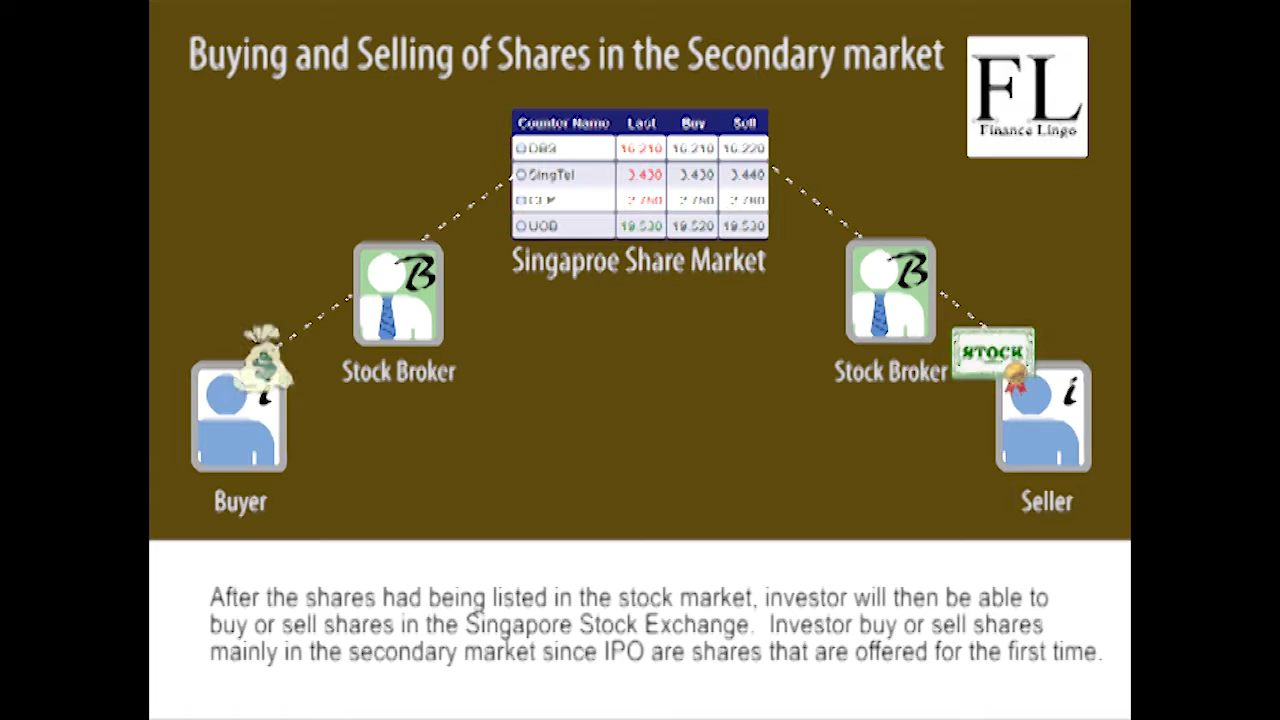 Buying and Selling of Shares in the Secondary market
FL
Finance Lingo
Counter Name Last Buy Sell
DBS 16.210 16.210 16.220
SingTel 3.430 3.430 3.440
2.780 2.780
UOB 19.530 19.520 19.530
Singaproe Share Market
B
B
Stock Broker
Stock Broker
STOCK
i
i
Buyer
Seller
After the shares had being listed in the stock market, investor will then be able to
buy or sell shares in the Singapore Stock Exchange. Investor buy or sell shares
mainly in the secondary market since IPO are shares that are offered for the first time.